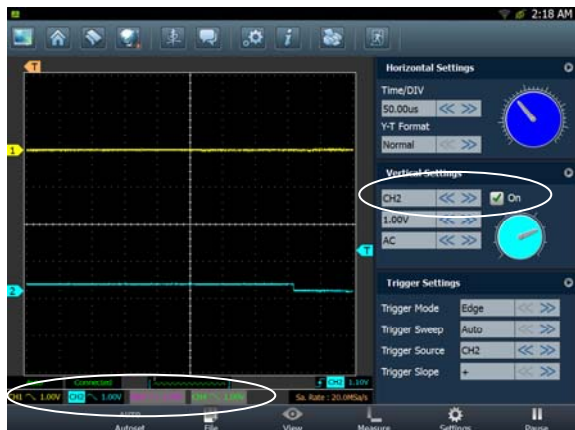 2:18 AM
T
Horizontal Settings
Time/DIV
50.00us
Y-T Format
Normal
1
Vertical Settings
CH2
On
1.00V
AC
T
2
Trigger Settings
Trigger Mode Edge
Trigger Sweep Auto
Trigger Source CH2
Trigger Slope +
Connected
CH2 1.10V
CH1 1.00V CH2 1.00V CH4 1.00V Sa. Rate : 20.0MSa/s
AUTO
Autoset File View Measure Settings Pause